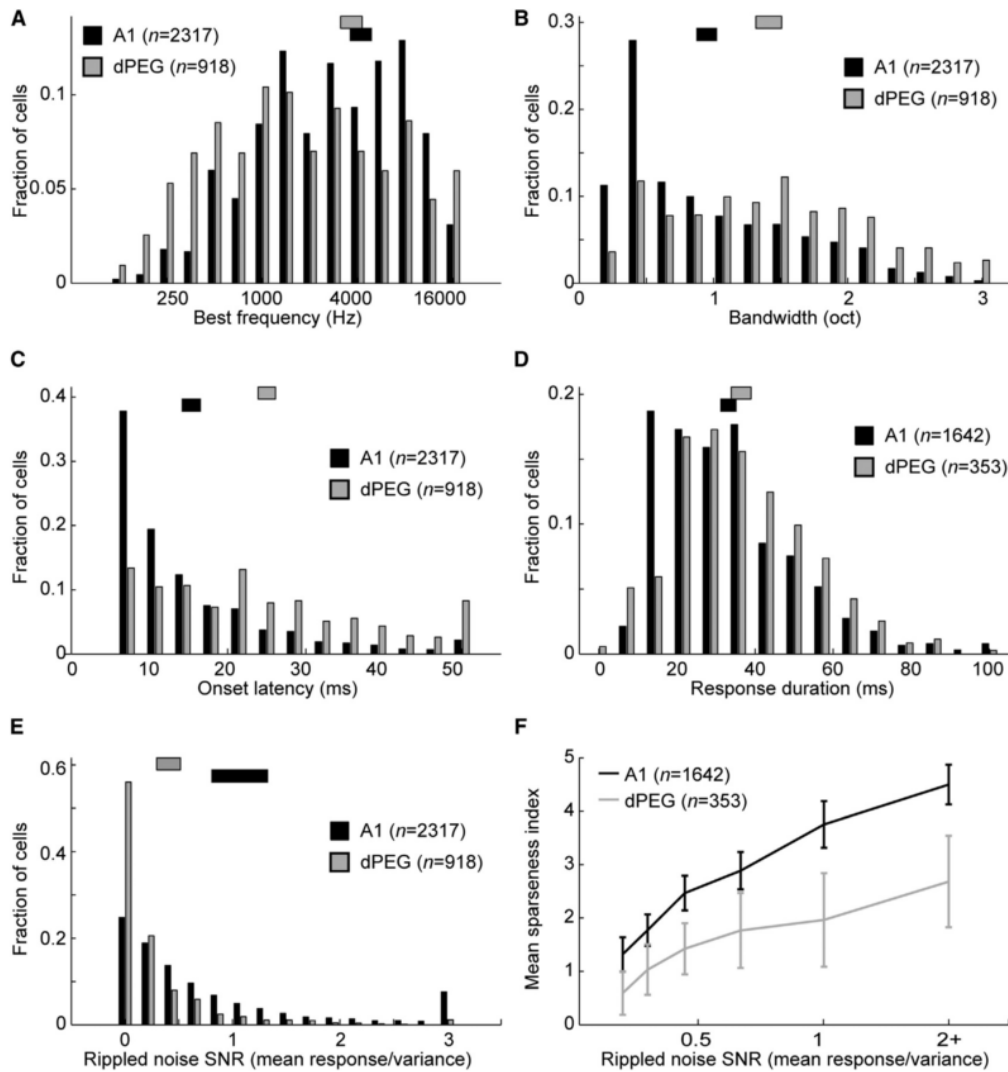 A
A1 (n=2317)
dPEG (n=918)
Fraction of cells
0.1
0.05
0
250 1000 4000 16000
Best frequency (Hz)
B
A1 (n=2317)
dPEG (n=918)
Fraction of cells
0.3
0.2
0.1
0
0 1 2 3
Bandwidth (oct)
C
A1 (n=2317)
dPEG (n=918)
Fraction of cells
0.4
0.3
0.2
0.1
0
0 10 20 30 40 50
Onset latency (ms)
D
A1 (n=1642)
dPEG (n=353)
Fraction of cells
0.2
0.1
0
0 20 40 60 80 100
Response duration (ms)
E
A1 (n=2317)
dPEG (n=918)
Fraction of cells
0.6
0.4
0.2
0
0 1 2 3
Rippled noise SNR (mean response/variance)
F
A1 (n=1642)
dPEG (n=353)
Mean sparseness index
5
4
3
2
1
0
0.5 1 2+
Rippled noise SNR (mean response/variance)